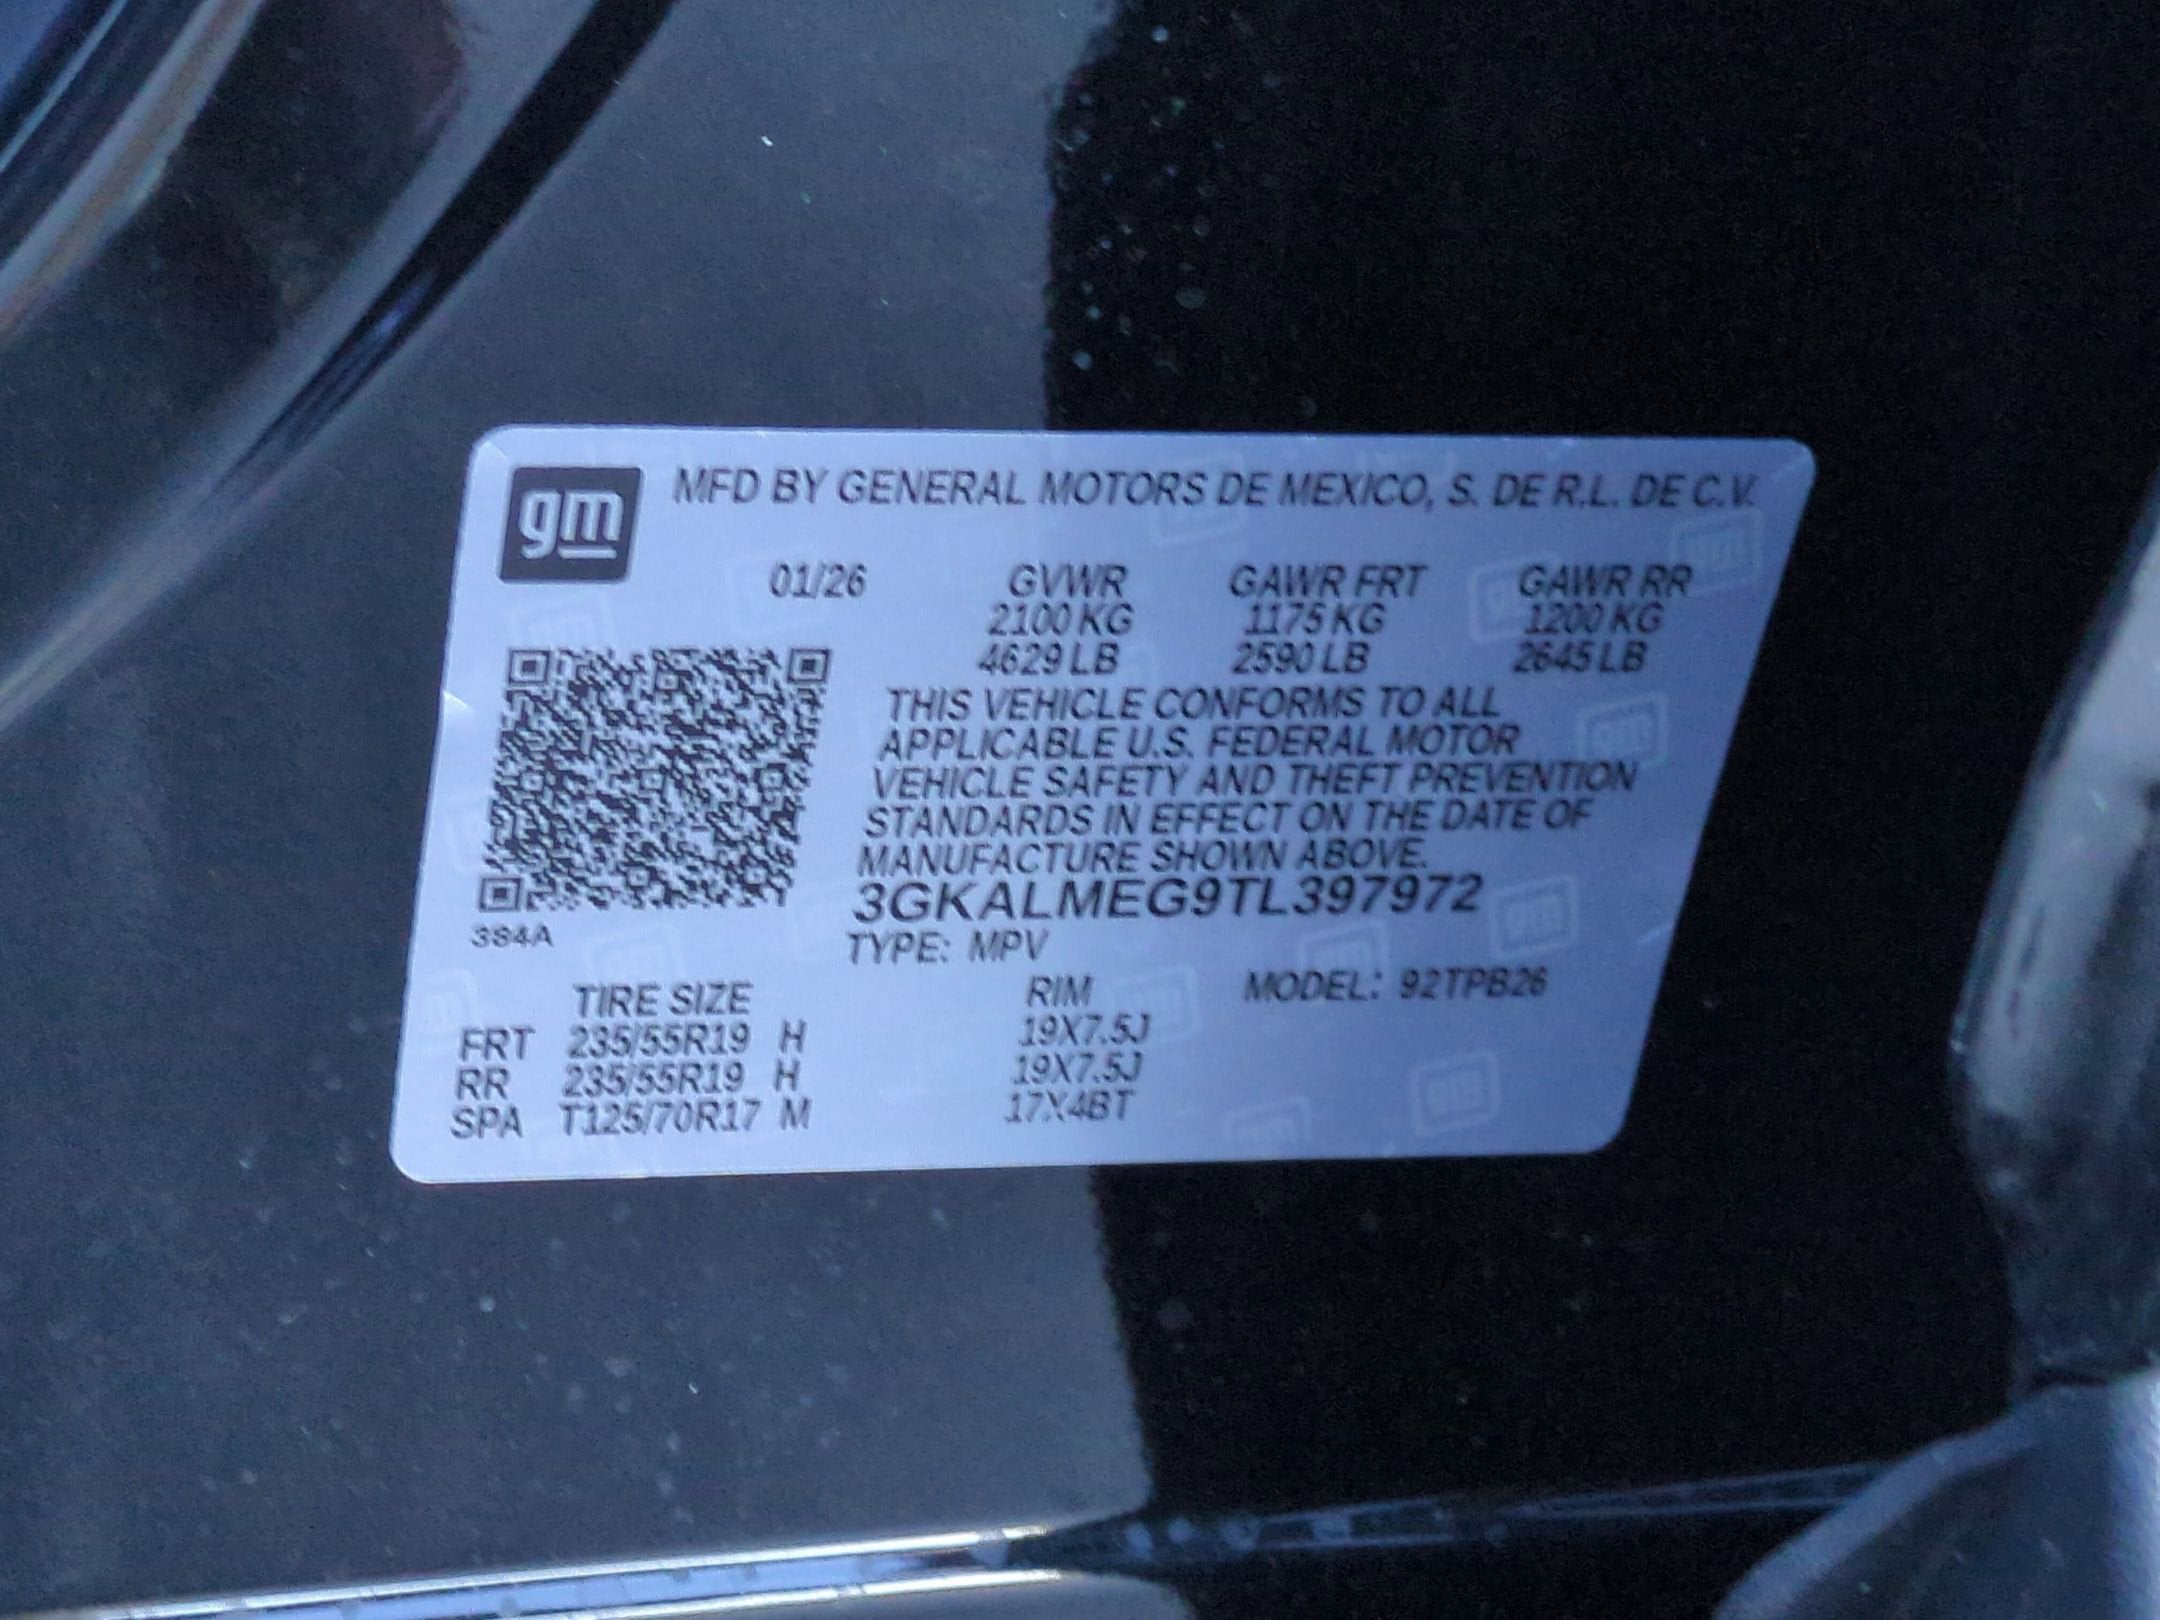 gm
MFD BY GENERAL MOTORS DE MEXICO, S. DE R.L. DE C.V.
01/26 GVWR GAWR FRT GAWR RR
2100 KG 1175 KG 1200 KG
4629 LB 2590 LB 2645 LB
THIS VEHICLE CONFORMS TO ALL
APPLICABLE U.S. FEDERAL MOTOR
VEHICLE SAFETY AND THEFT PREVENTION
STANDARDS IN EFFECT ON THE DATE OF
MANUFACTURE SHOWN ABOVE.
3GKALMEG9TL397972
384A TYPE: MPV
TIRE SIZE RIM MODEL: 92TPB26
FRT 235/55R19 H 19X7.5J
RR 235/55R19 H 19X7.5J
SPA T125/70R17 M 17X4BT